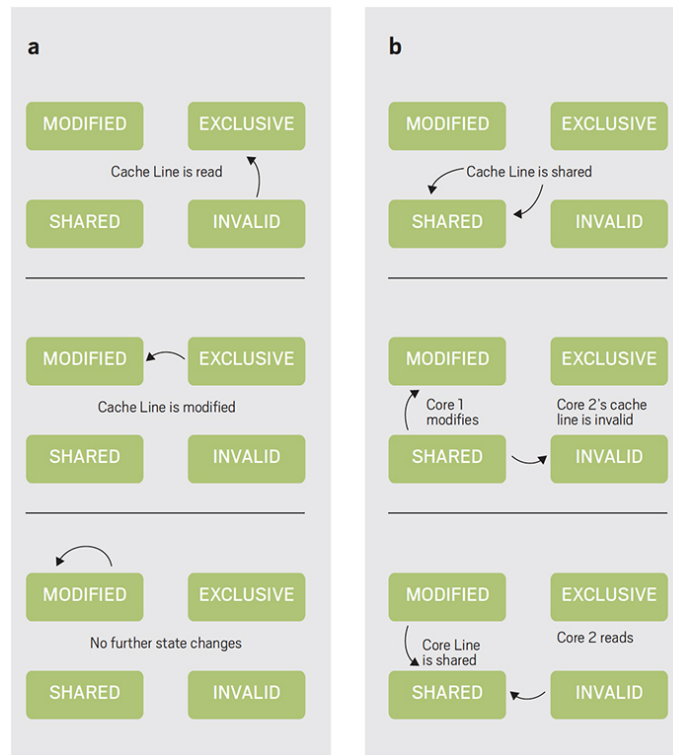 a
MODIFIED
EXCLUSIVE
Cache Line is read
SHARED
INVALID
MODIFIED
EXCLUSIVE
Cache Line is modified
SHARED
INVALID
MODIFIED
EXCLUSIVE
No further state changes
SHARED
INVALID
b
MODIFIED
EXCLUSIVE
Cache Line is shared
SHARED
INVALID
MODIFIED
EXCLUSIVE
Core 1
modifies
Core 2's cache
line is invalid
SHARED
INVALID
MODIFIED
EXCLUSIVE
Core Line
is shared
Core 2 reads
SHARED
INVALID